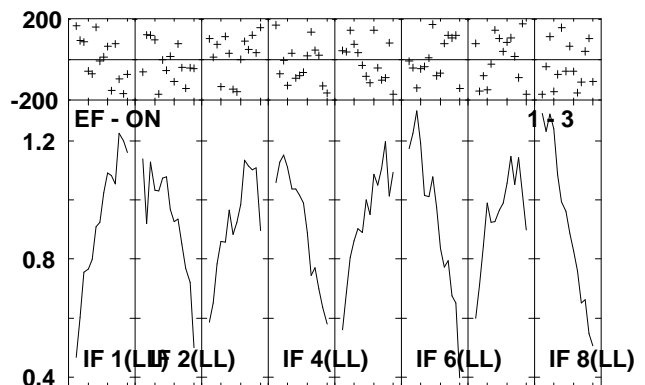 200
-200
EF - ON 1 - 3
1.2
0.8
IF 1(LL) IF 2(LL) IF 4(LL) IF 6(LL) IF 8(LL)
0.4